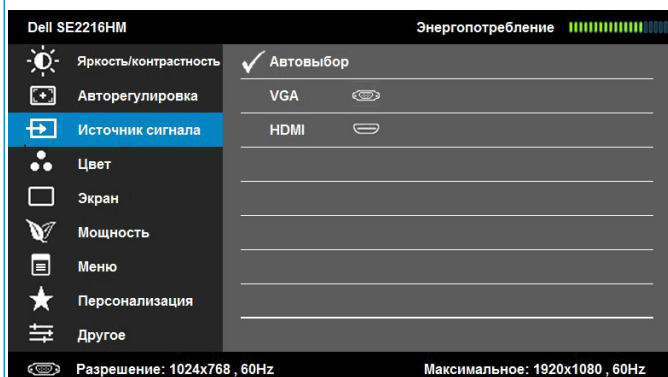 Dell SE2216HM Энергопотребление
Яркость/контрастность Автовыбор
Авторегулировка VGA
Источник сигнала HDMI
Цвет
Экран
Мощность
Меню
Персонализация
Другое
Разрешение: 1024x768 , 60Hz Максимальное: 1920x1080 , 60Hz